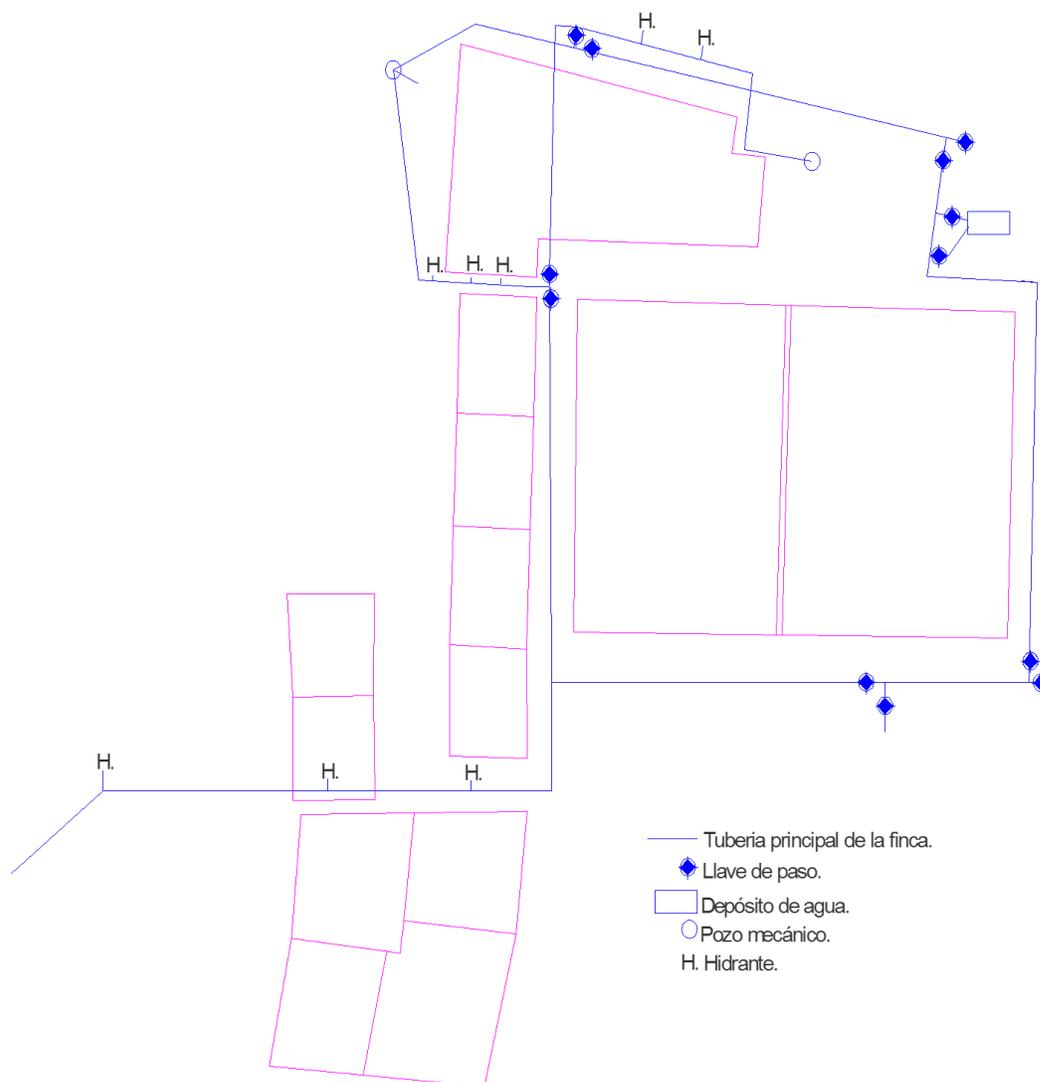 H.
H.
H.
H.
H.
H.
H.
H.
Tuberia principal de la finca.
Llave de paso.
Depósito de agua.
Pozo mecánico.
H. Hidrante.